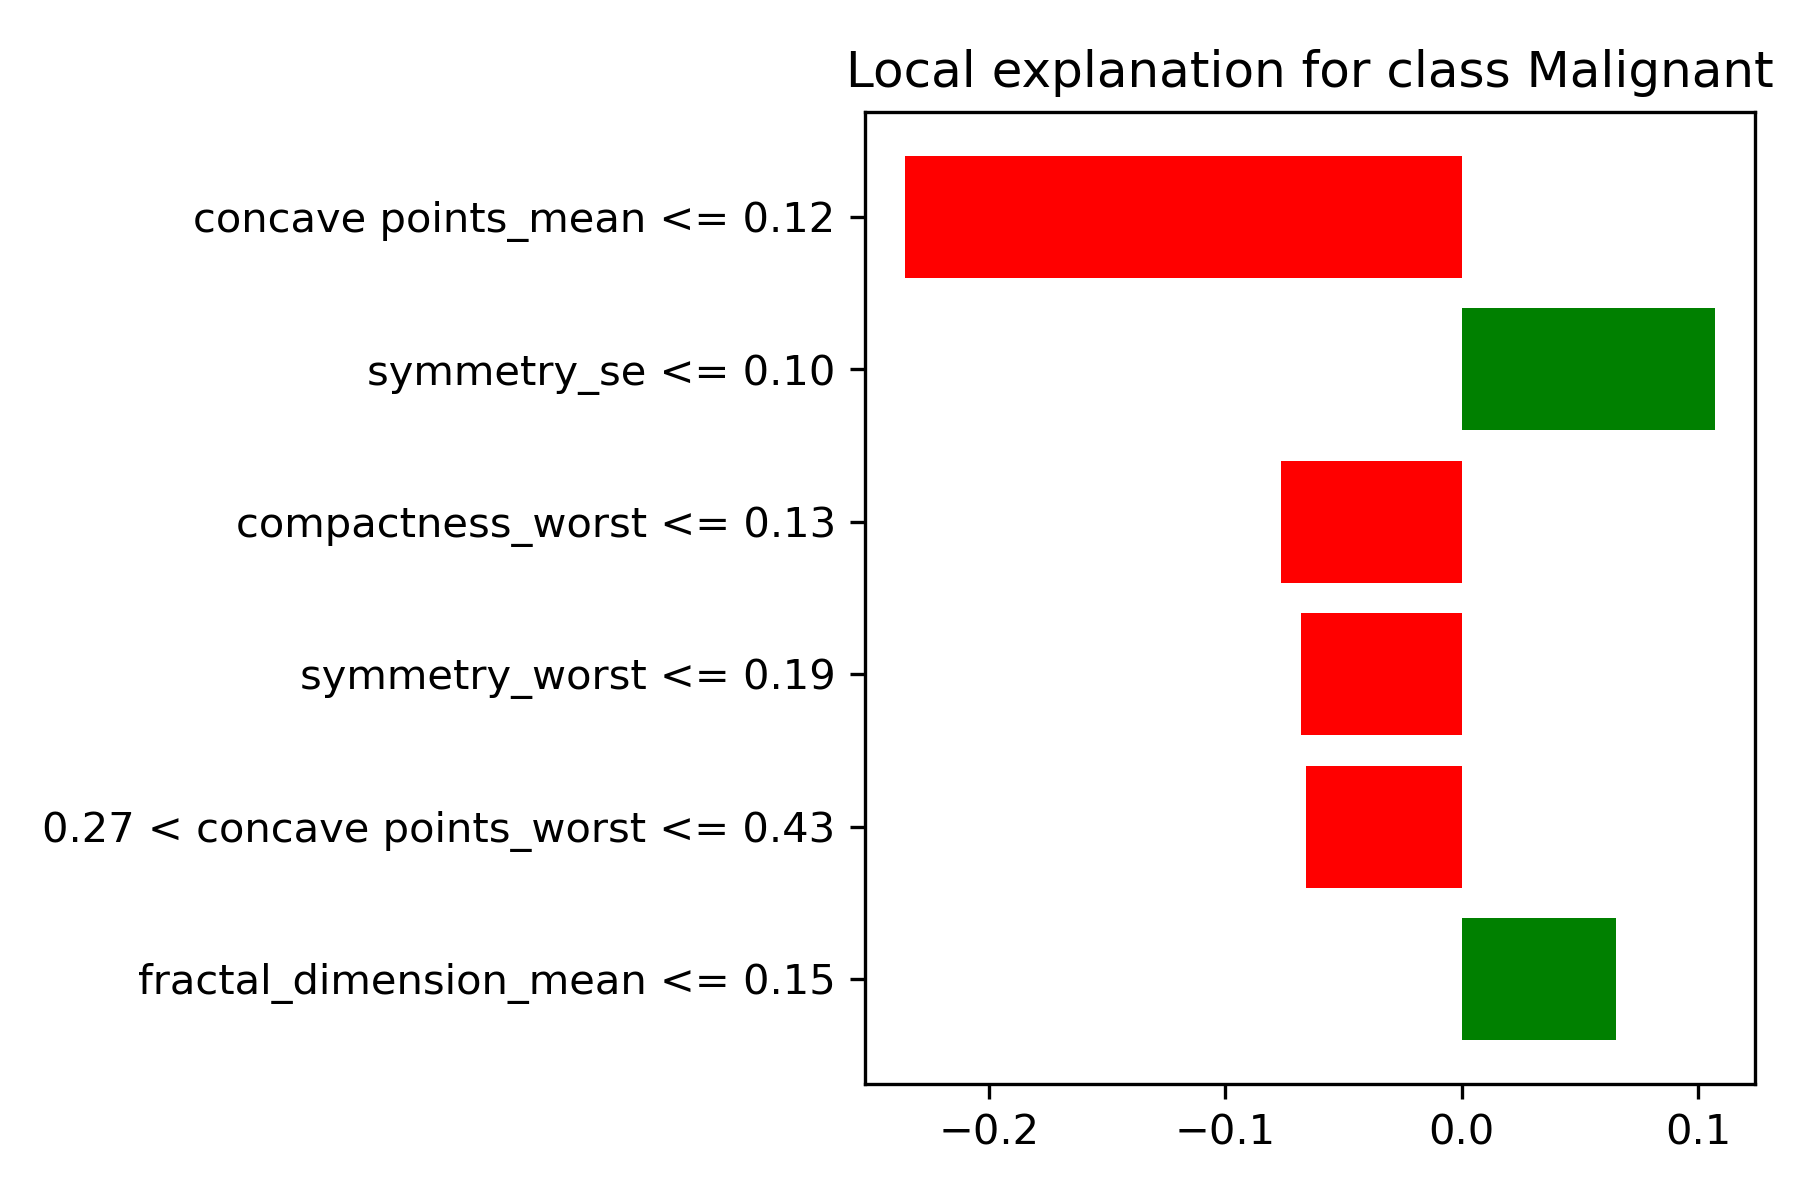 Local explanation for class Malignant
concave points_mean <= 0.12
symmetry_se <= 0.10
compactness_worst <= 0.13
symmetry_worst <= 0.19
0.27 < concave points_worst <= 0.43
fractal_dimension_mean <= 0.15
−0.2 −0.1 0.0 0.1